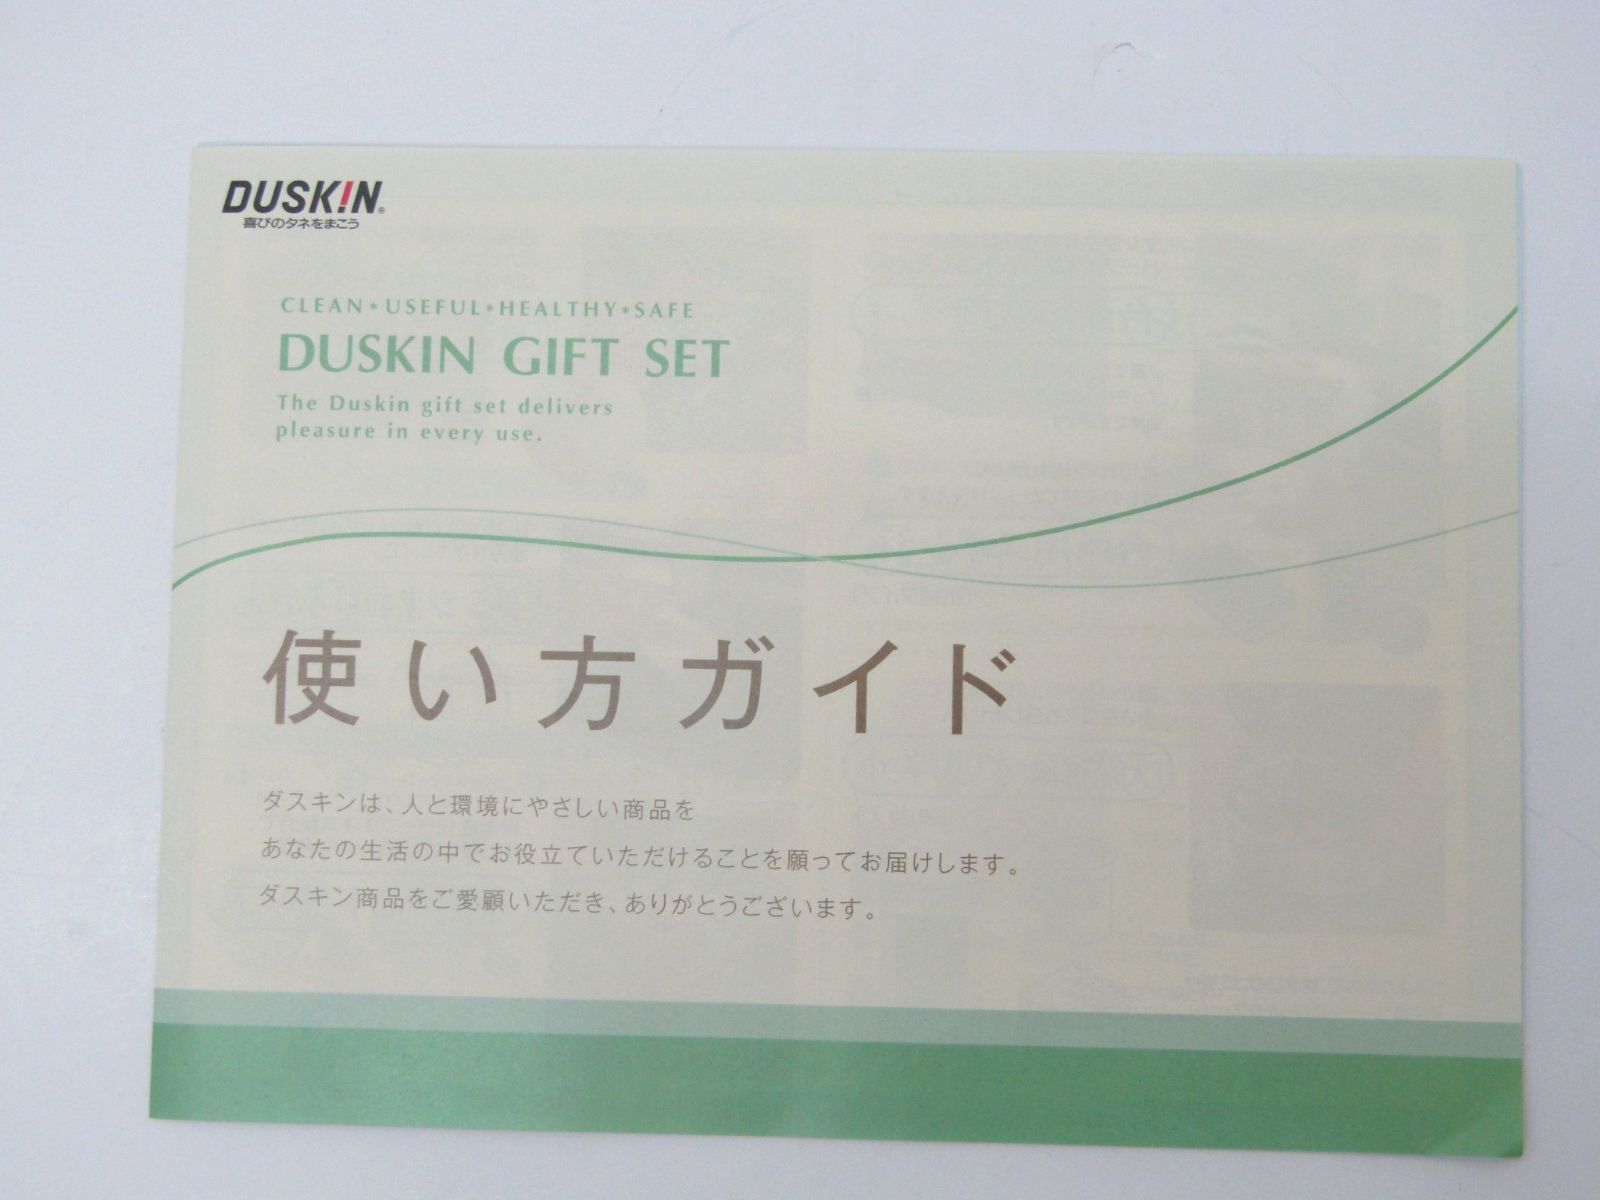 DUSK!N®
喜びのタネをまこう
CLEAN*USEFUL*HEALTHY*SAFE
DUSKIN GIFT SET
The Duskin gift set delivers
pleasure in every use.
使い方ガイド
ダスキンは、人と環境にやさしい商品を
あなたの生活の中でお役立ていただけることを願ってお届けします。
ダスキン商品をご愛顧いただき、ありがとうございます。